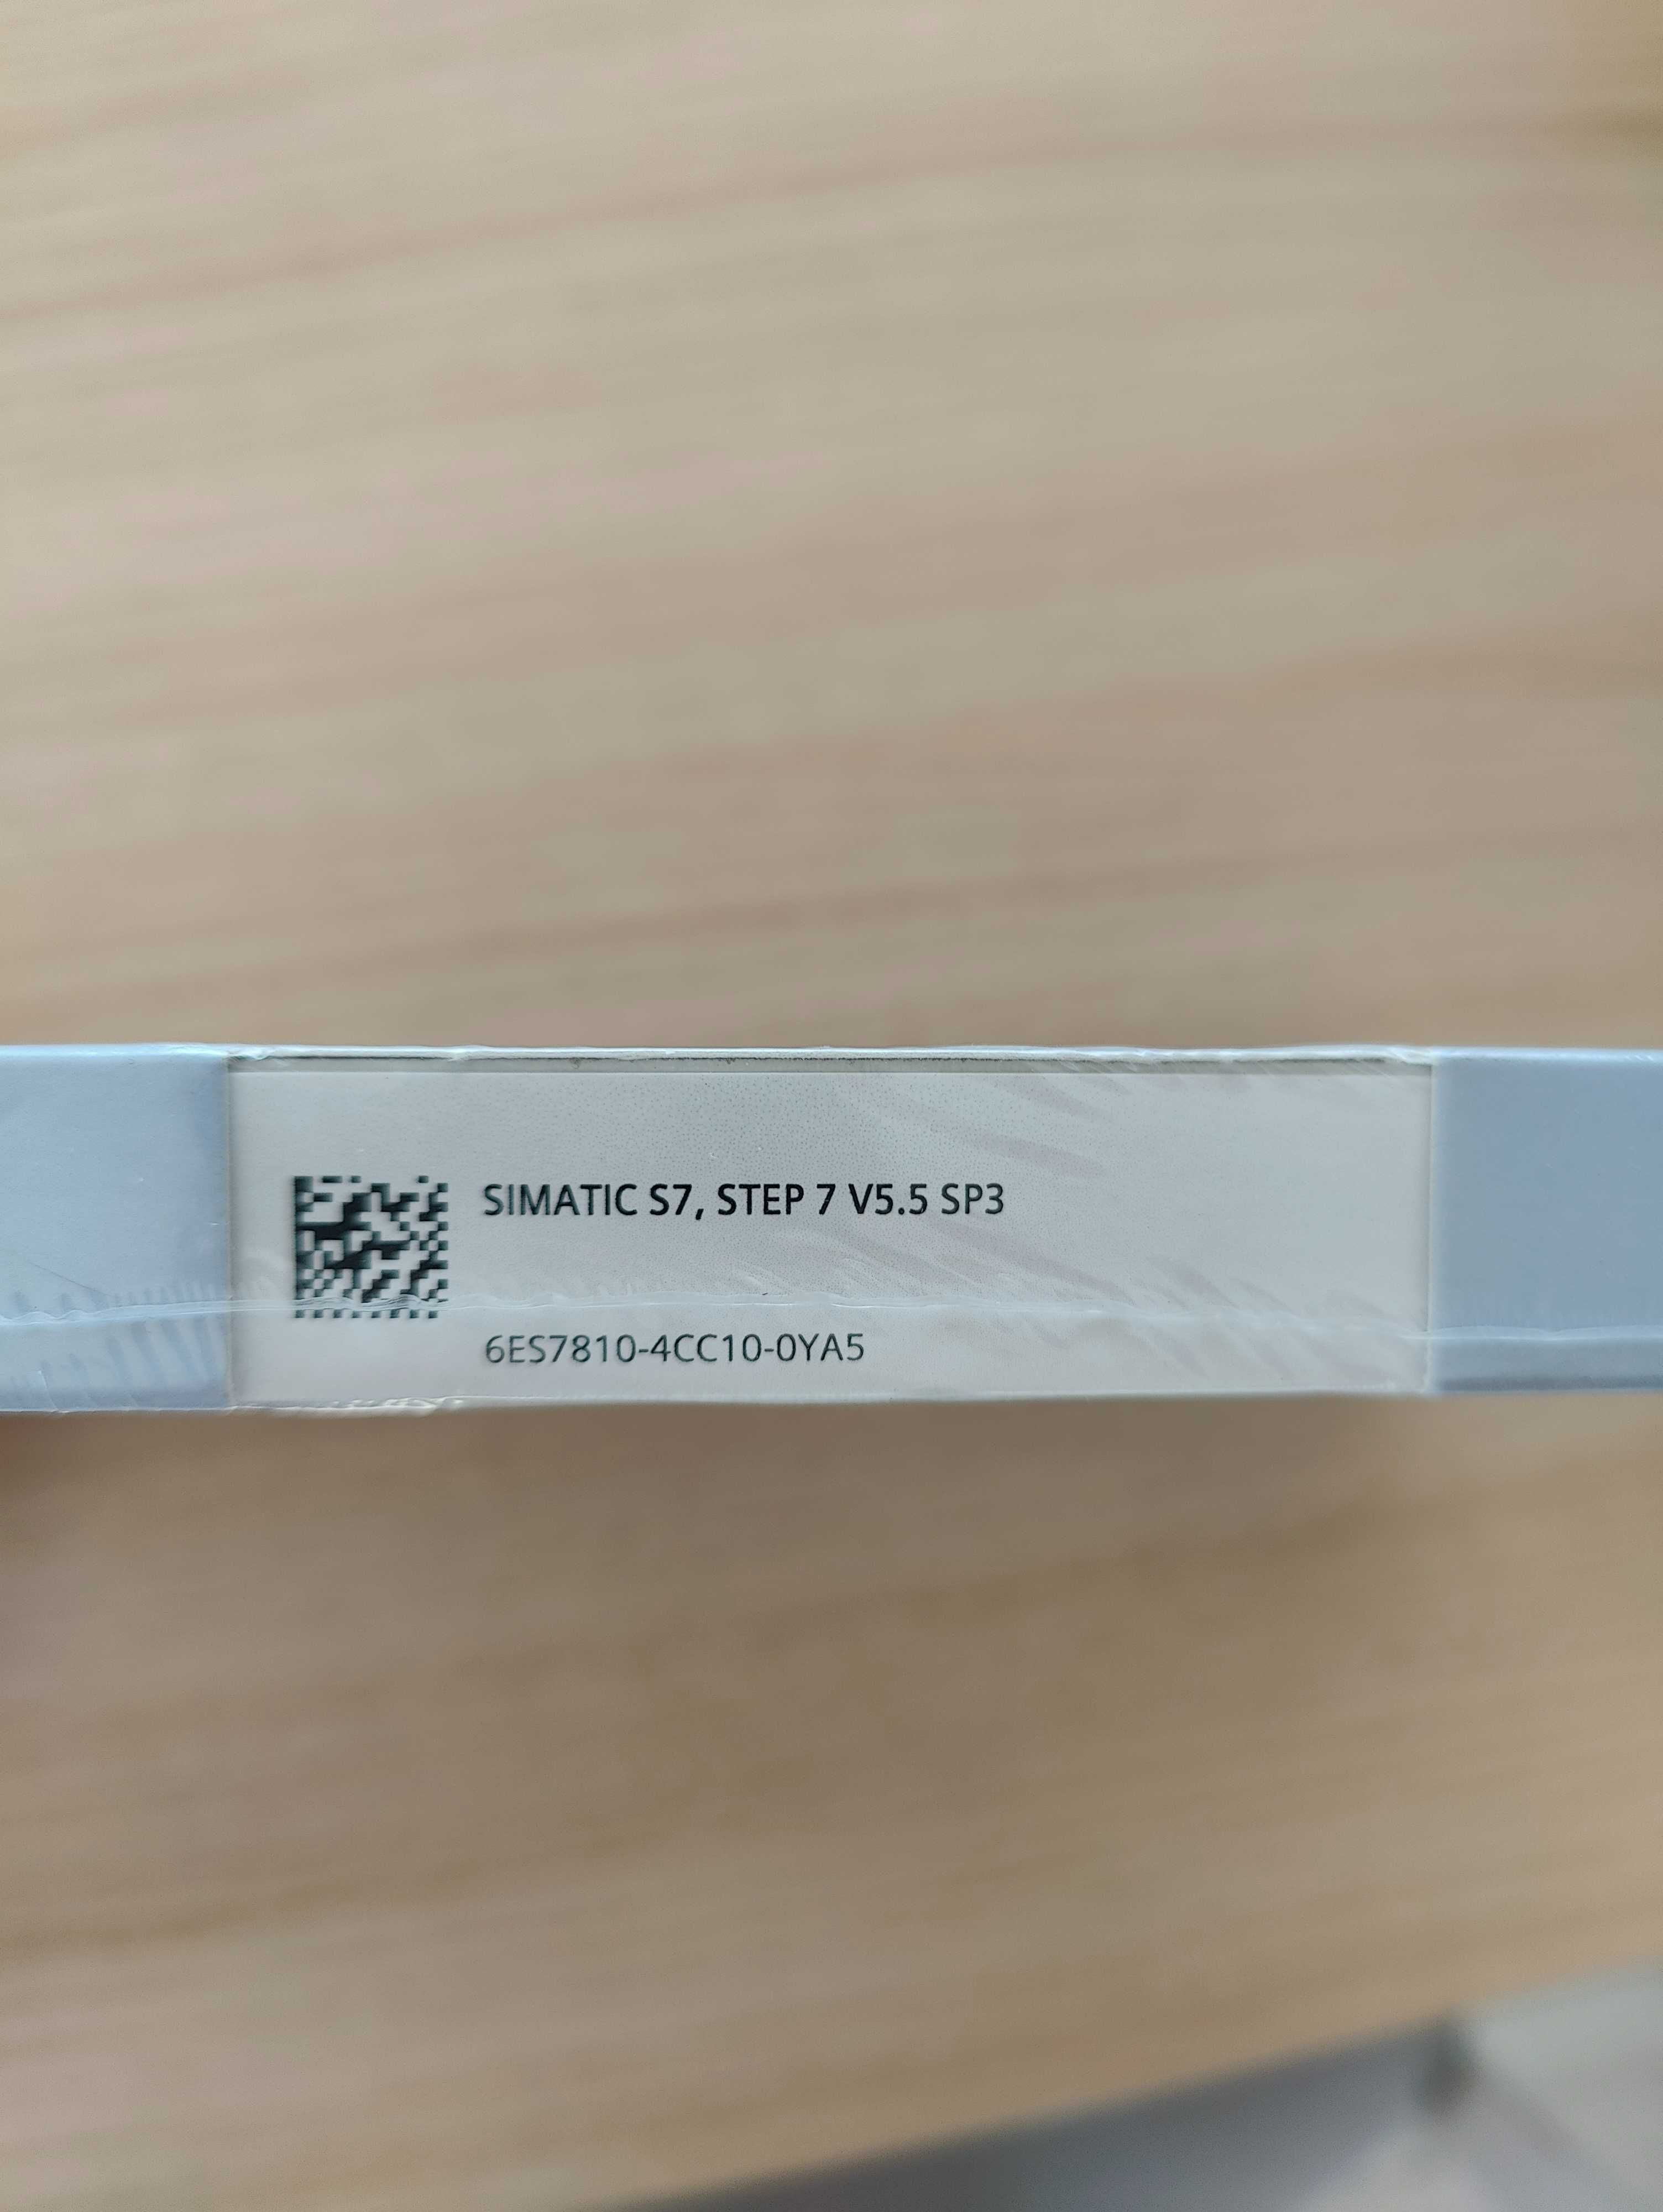 SIMATIC S7, STEP 7 V5.5 SP3
6ES7810-4CC10-0YA5